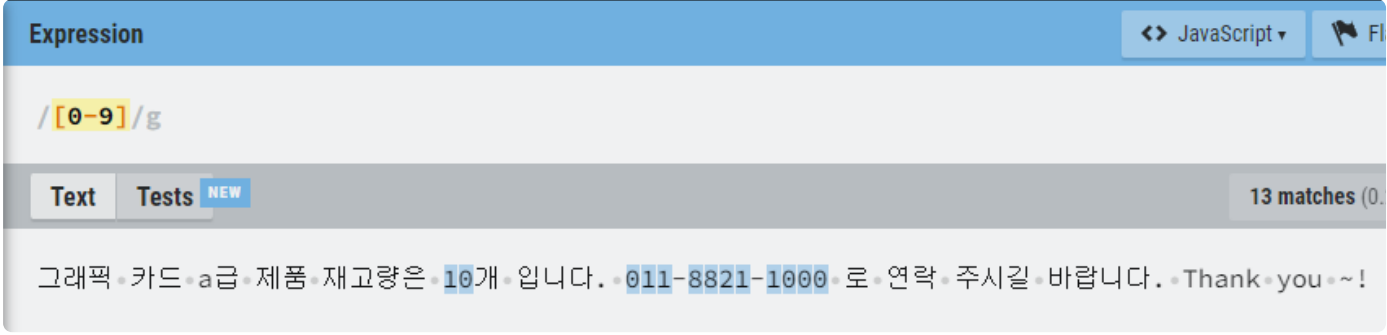 Expression
<> JavaScript ▾
/[0-9]/g
Text Tests NEW
13 matches (0.
그래픽 카드 a급 제품 재고량은 10개 입니다. 011-8821-1000 로 연락 주시길 바랍니다. Thank you ~!